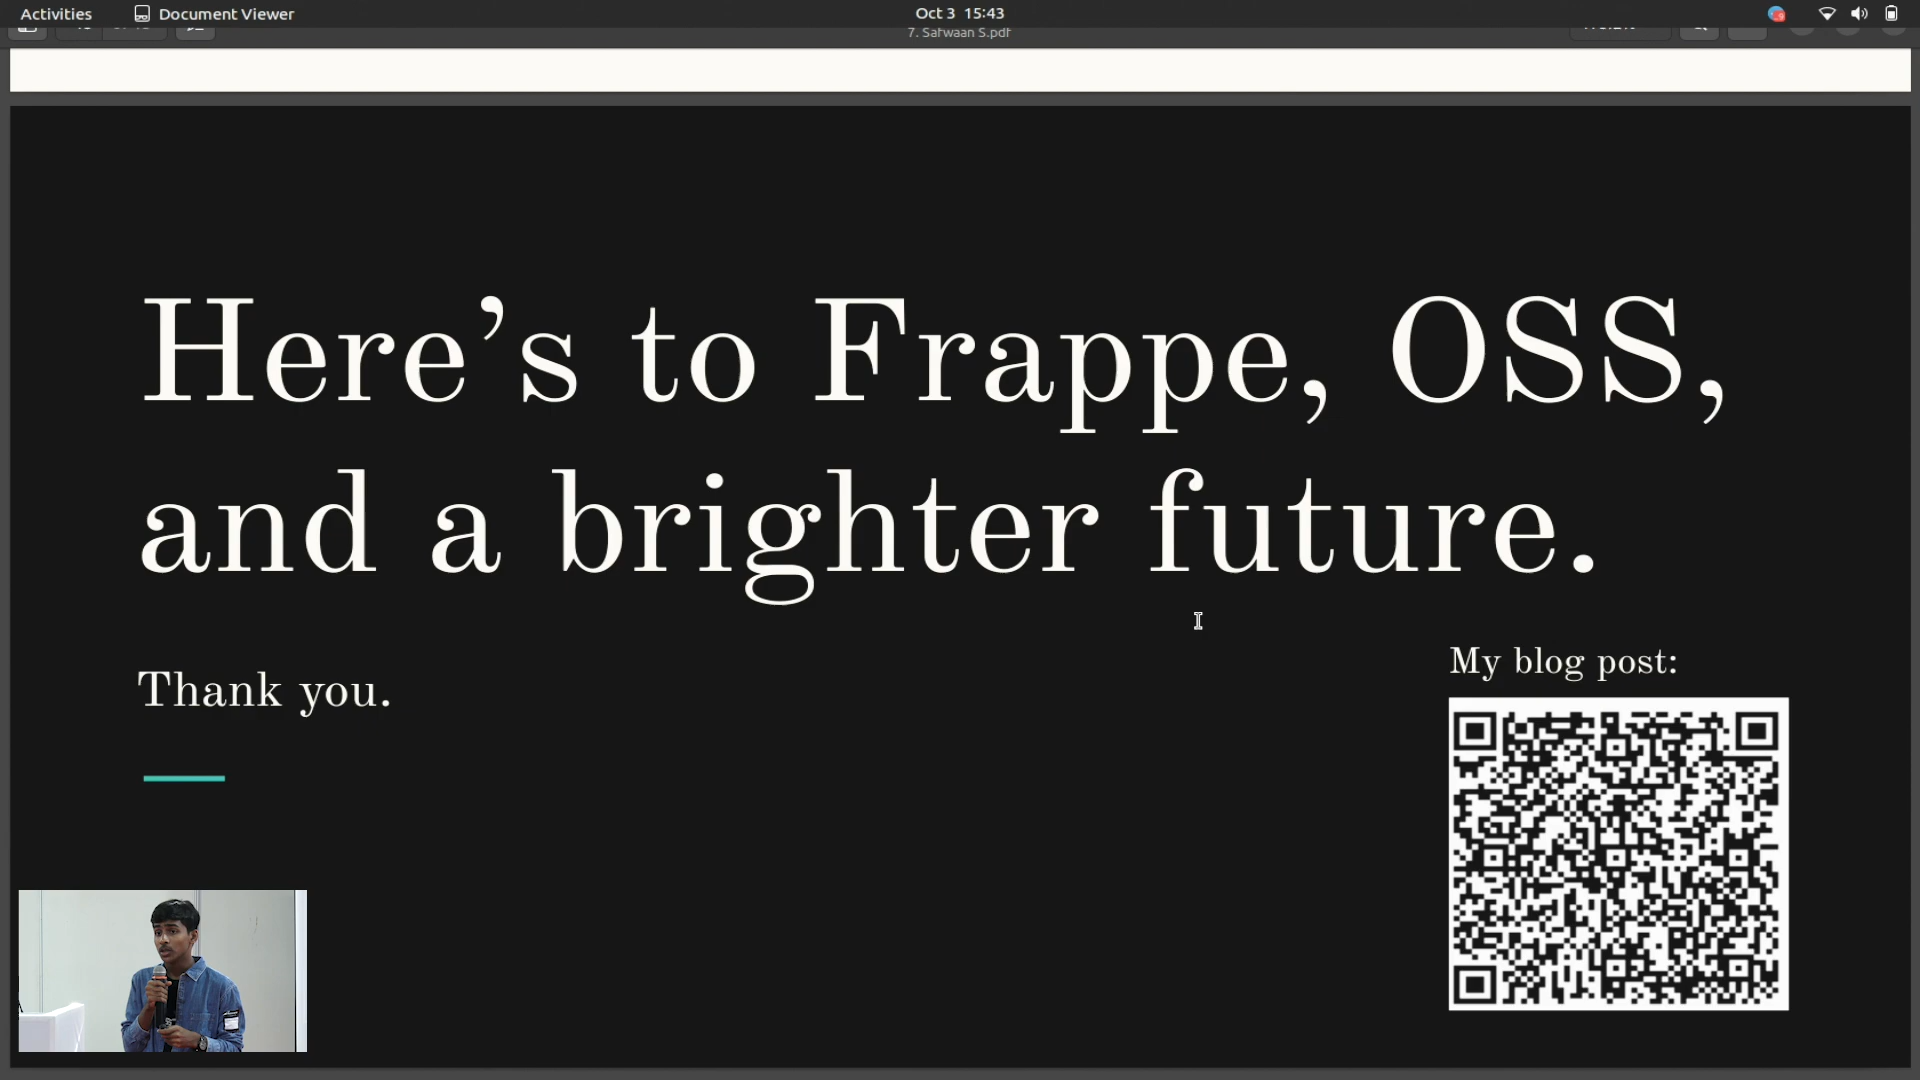 Activities
Document Viewer
Oct 3 15:43
7. Safwaan S.pdf
Here’s to Frappe, OSS,
and a brighter future.
Thank you.
My blog post: